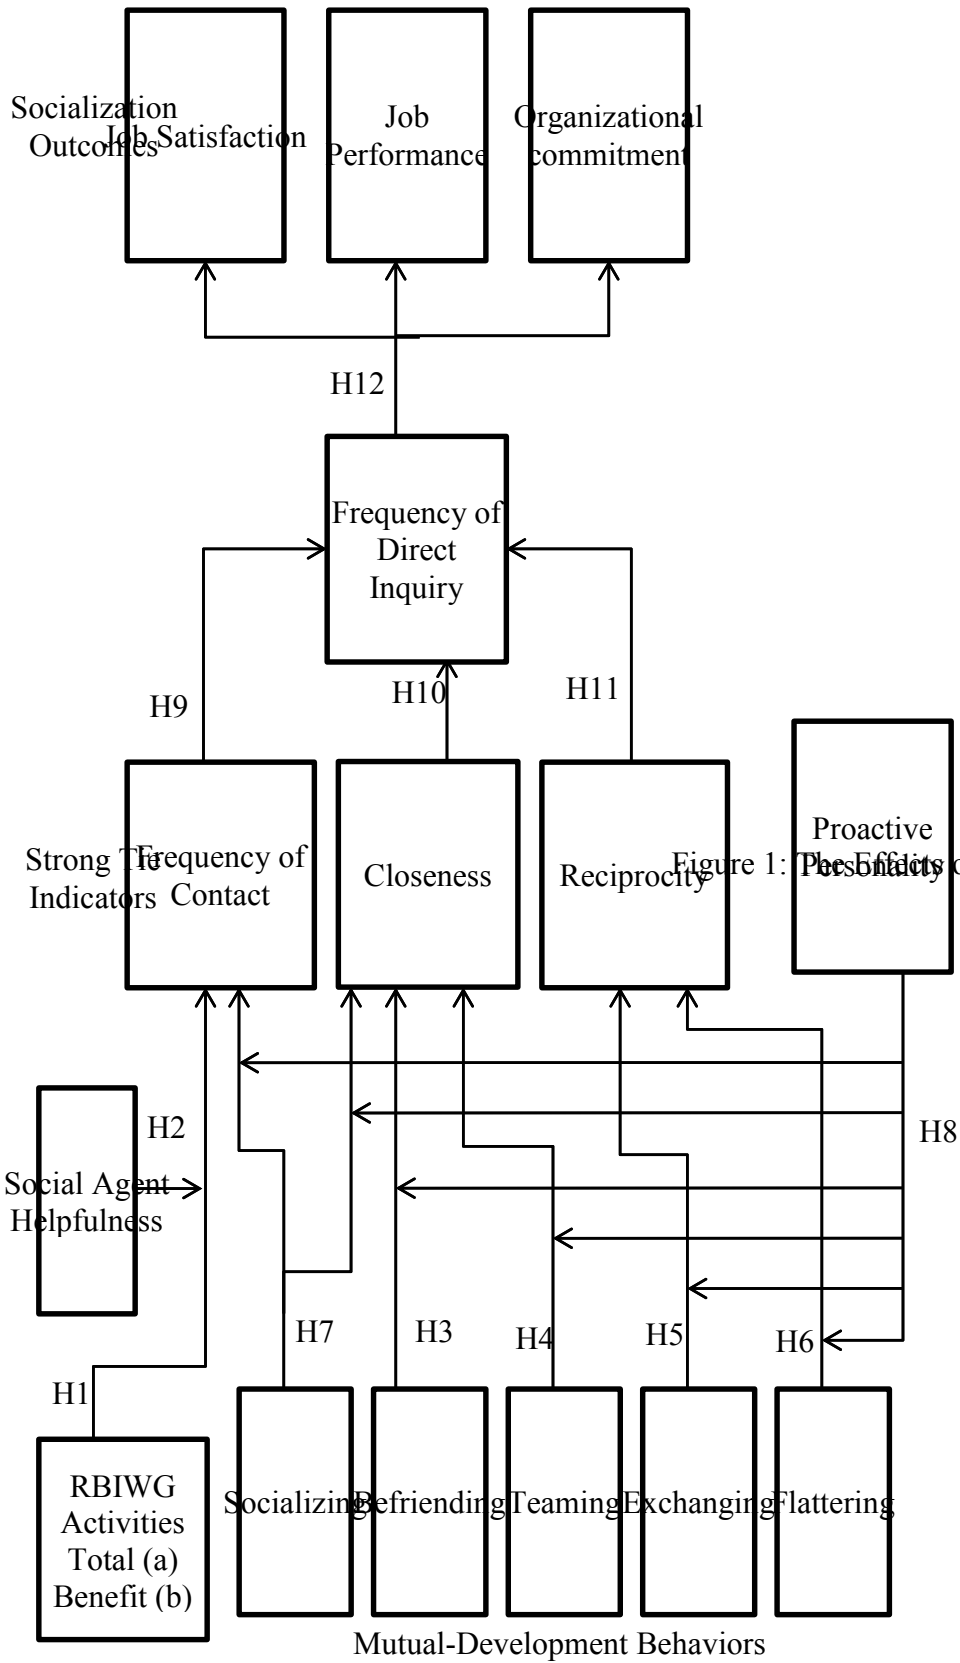 Socialization
Outcomes
Job Satisfaction
Job
Performance
Organizational
commitment
H12
Frequency of
Direct
Inquiry
H9
H10
H11
Strong Tie
Indicators
Frequency of
Contact
Closeness
Reciprocity
Proactive
Personality
Figure 1: The Effects o
H2
H8
Social Agent
Helpfulness
H1
H7
H3
H4
H5
H6
RBIWG
Activities
Total (a)
Benefit (b)
Socializing
Befriending
Teaming
Exchanging
Flattering
Mutual-Development Behaviors